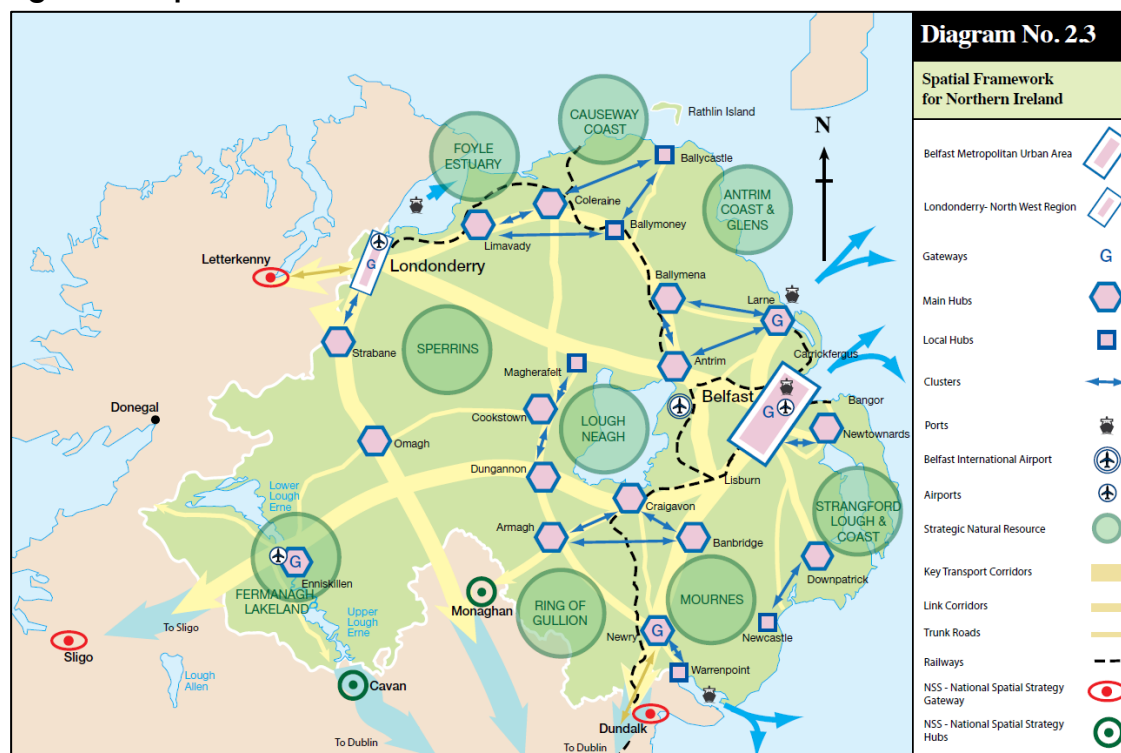 Diagram No. 2.3
Spatial Framework
for Northern Ireland
Belfast Metropolitan Urban Area
Londonderry- North West Region
Gateways
G
Main Hubs
Local Hubs
Clusters
Ports
Belfast International Airport
Airports
Strategic Natural Resource
Key Transport Corridors
Link Corridors
Trunk Roads
Railways
NSS - National Spatial Strategy
Gateway
NSS - National Spatial Strategy
Hubs
N
Rathlin Island
CAUSEWAY
COAST
FOYLE
ESTUARY
Ballycastle
ANTRIM
COAST &
GLENS
Coleraine
Limavady
Ballymoney
Letterkenny
G
Londonderry
Ballymena
Larne
G
Strabane
SPERRINS
Magherafelt
Antrim
Carrickfergus
Donegal
Belfast
G
Bangor
Newtownards
Cookstown
LOUGH
NEAGH
Omagh
Dungannon
Lisburn
Lower
Lough
Erne
Craigavon
STRANGFORD
LOUGH &
COAST
Armagh
Banbridge
G
Enniskillen
FERMANAGH
LAKELAND
Downpatrick
Monaghan
RING OF
GULLION
MOURNES
Upper
Lough
Erne
Newry
G
Newcastle
To Sligo
Sligo
Warrenpoint
Lough
Allen
Cavan
Dundalk
To Dublin
To Dublin